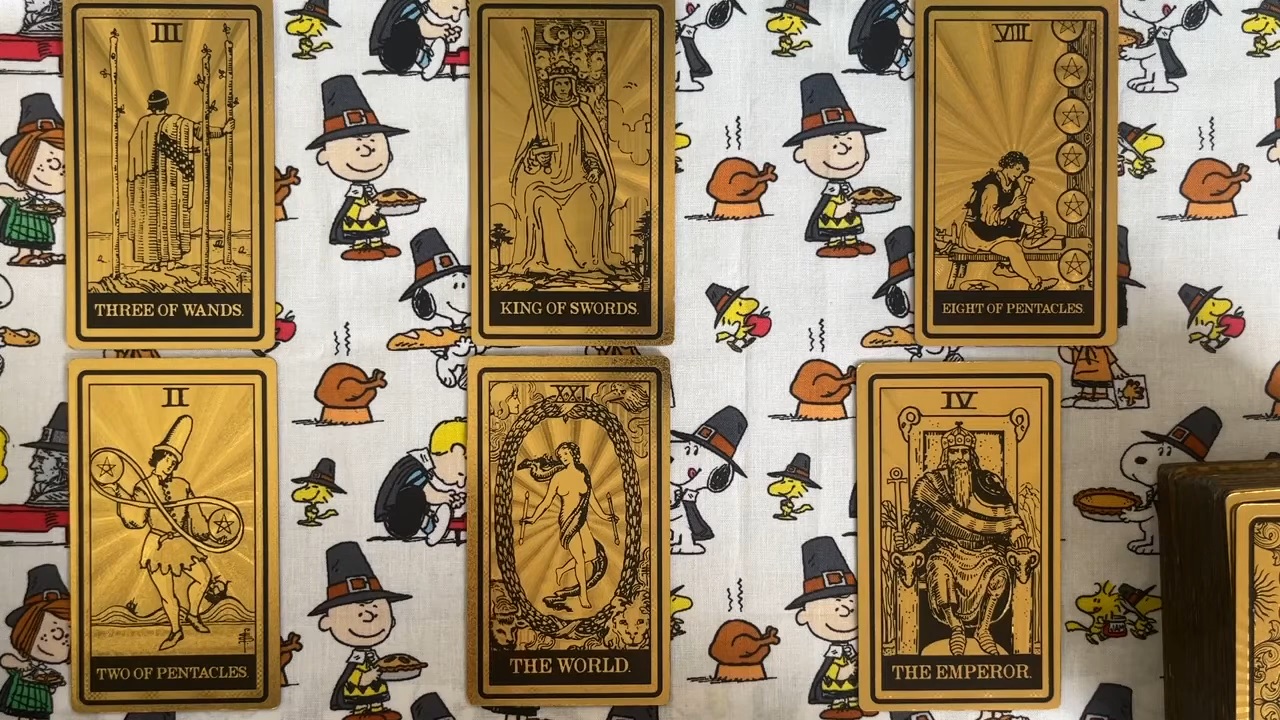 III
THREE OF WANDS.
KING OF SWORDS.
VIII
EIGHT OF PENTACLES.
II
TWO OF PENTACLES.
XXI
THE WORLD.
IV
THE EMPEROR.